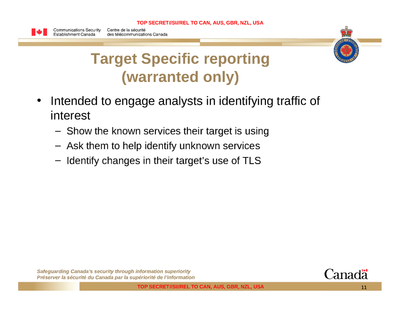 TOP SECRET//SI//REL TO CAN, AUS, GBR, NZL, USA
Communications Security Centre de la sécurité
Establishment Canada des télécommunications Canada
Target Specific reporting
(warranted only)
• Intended to engage analysts in identifying traffic of
interest
– Show the known services their target is using
– Ask them to help identify unknown services
– Identify changes in their target's use of TLS
Safeguarding Canada's security through information superiority
Préserver la sécurité du Canada par la supériorité de l'information
Canada
TOP SECRET//SI//REL TO CAN, AUS, GBR, NZL, USA
11